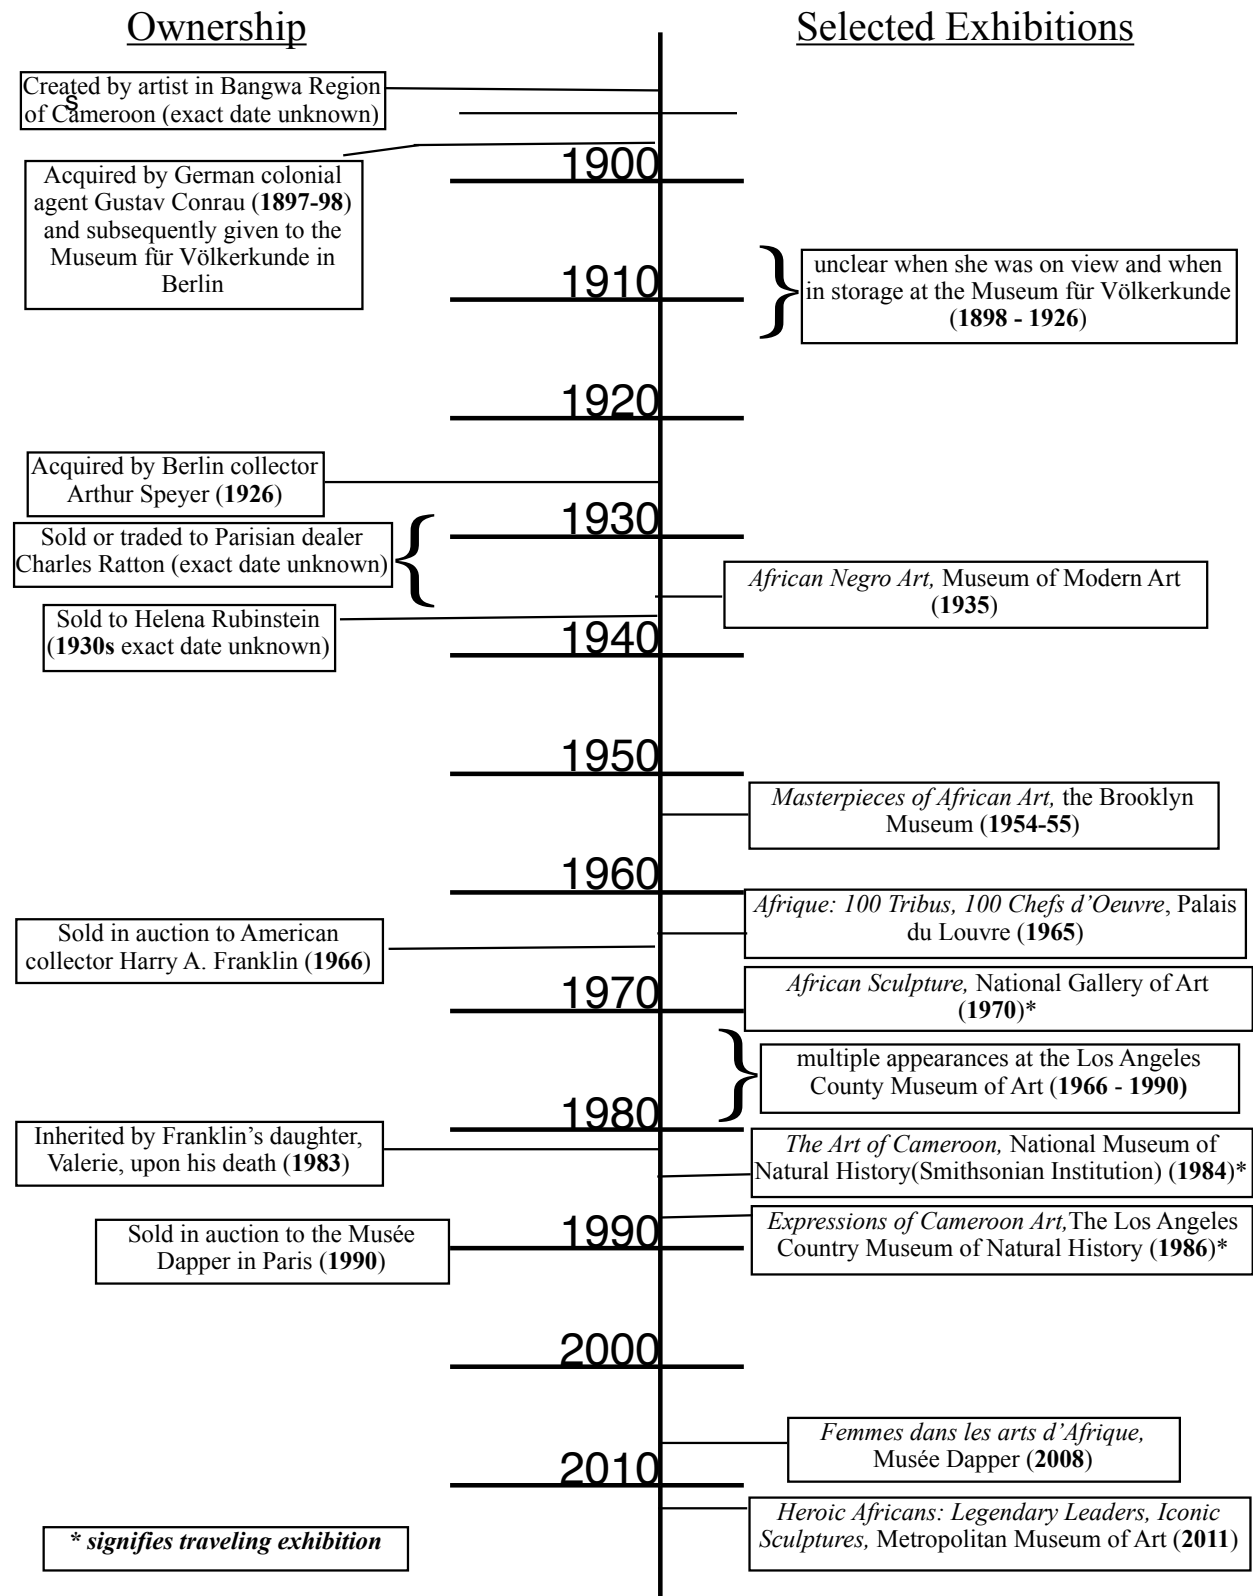 Ownership
Created by artist in Bangwa Region
of Cameroon (exact date unknown)
s
Acquired by German colonial
agent Gustav Conrau (1897-98)
and subsequently given to the
Museum für Völkerkunde in
Berlin
Acquired by Berlin collector
Arthur Speyer (1926)
Sold or traded to Parisian dealer
Charles Ratton (exact date unknown)
Sold to Helena Rubinstein
(1930s exact date unknown)
Sold in auction to American
collector Harry A. Franklin (1966)
Inherited by Franklin's daughter,
Valerie, upon his death (1983)
Sold in auction to the Musée
Dapper in Paris (1990)
* signifies traveling exhibition
1900
1910
1920
1930
1940
1950
1960
1970
1980
1990
2000
2010
Selected Exhibitions
unclear when she was on view and when
in storage at the Museum für Völkerkunde
(1898 - 1926)
African Negro Art, Museum of Modern Art
(1935)
Masterpieces of African Art, the Brooklyn
Museum (1954-55)
Afrique: 100 Tribus, 100 Chefs d'Oeuvre, Palais
du Louvre (1965)
African Sculpture, National Gallery of Art
(1970)*
multiple appearances at the Los Angeles
County Museum of Art (1966 - 1990)
The Art of Cameroon, National Museum of
Natural History(Smithsonian Institution) (1984)*
Expressions of Cameroon Art,The Los Angeles
Country Museum of Natural History (1986)*
Femmes dans les arts d'Afrique,
Musée Dapper (2008)
Heroic Africans: Legendary Leaders, Iconic
Sculptures, Metropolitan Museum of Art (2011)